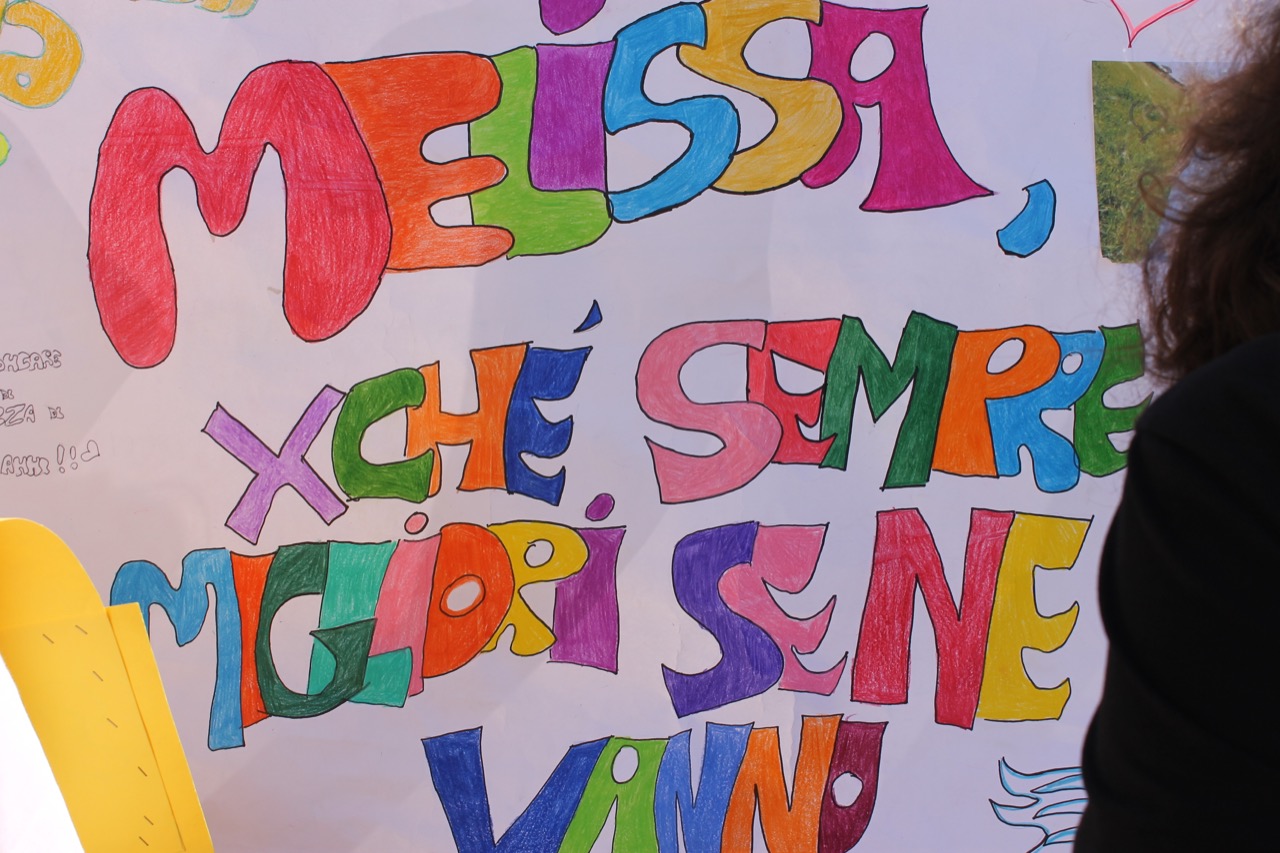 MELiSSA,
XCHÉ SEMPRE
MIGLIORi SE NE
VANNO